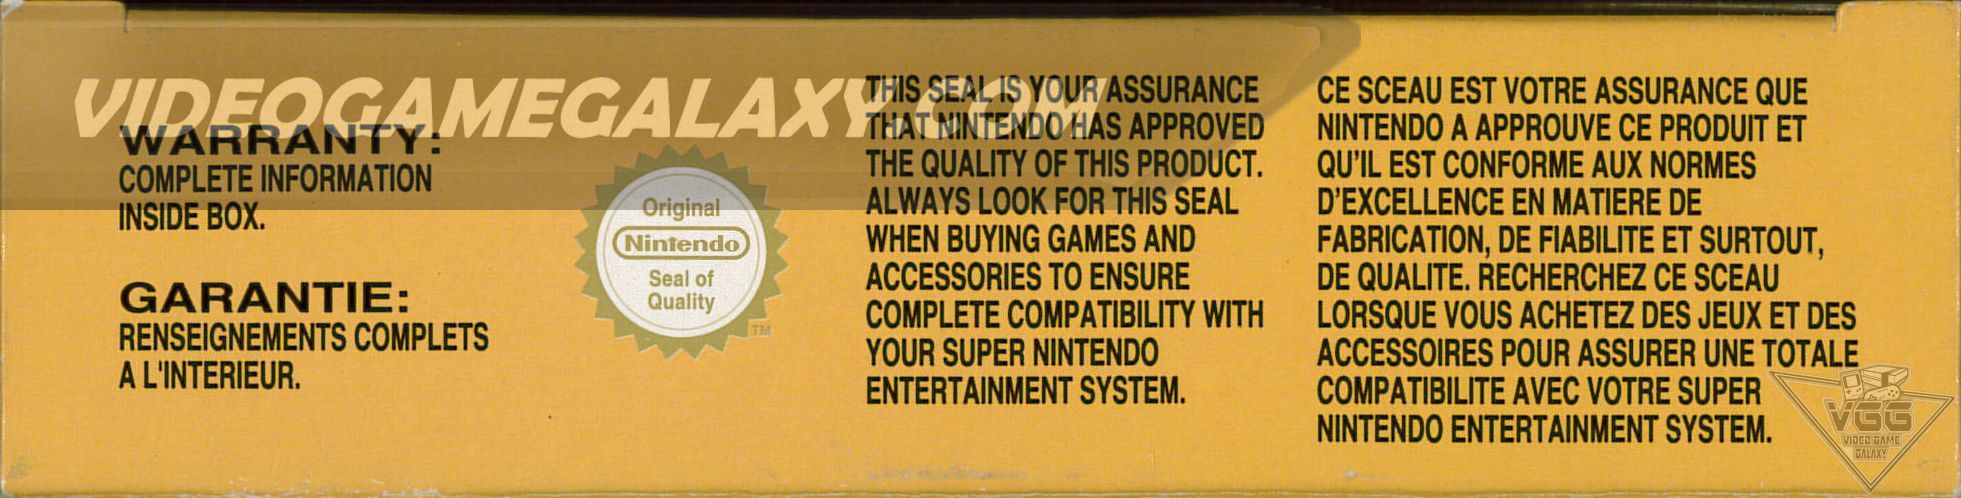 VIDEOGAMEGALAXY.COM
WARRANTY:
COMPLETE INFORMATION
INSIDE BOX.
GARANTIE:
RENSEIGNEMENTS COMPLETS
A L'INTERIEUR.
Original
Nintendo
Seal of
Quality
TM
THIS SEAL IS YOUR ASSURANCE
THAT NINTENDO HAS APPROVED
THE QUALITY OF THIS PRODUCT.
ALWAYS LOOK FOR THIS SEAL
WHEN BUYING GAMES AND
ACCESSORIES TO ENSURE
COMPLETE COMPATIBILITY WITH
YOUR SUPER NINTENDO
ENTERTAINMENT SYSTEM.
CE SCEAU EST VOTRE ASSURANCE QUE
NINTENDO A APPROUVE CE PRODUIT ET
QU'IL EST CONFORME AUX NORMES
D'EXCELLENCE EN MATIERE DE
FABRICATION, DE FIABILITE ET SURTOUT,
DE QUALITE. RECHERCHEZ CE SCEAU
LORSQUE VOUS ACHETEZ DES JEUX ET DES
ACCESSOIRES POUR ASSURER UNE TOTALE
COMPATIBILITE AVEC VOTRE SUPER
NINTENDO ENTERTAINMENT SYSTEM.
VGG
VIDEO GAME
GALAXY